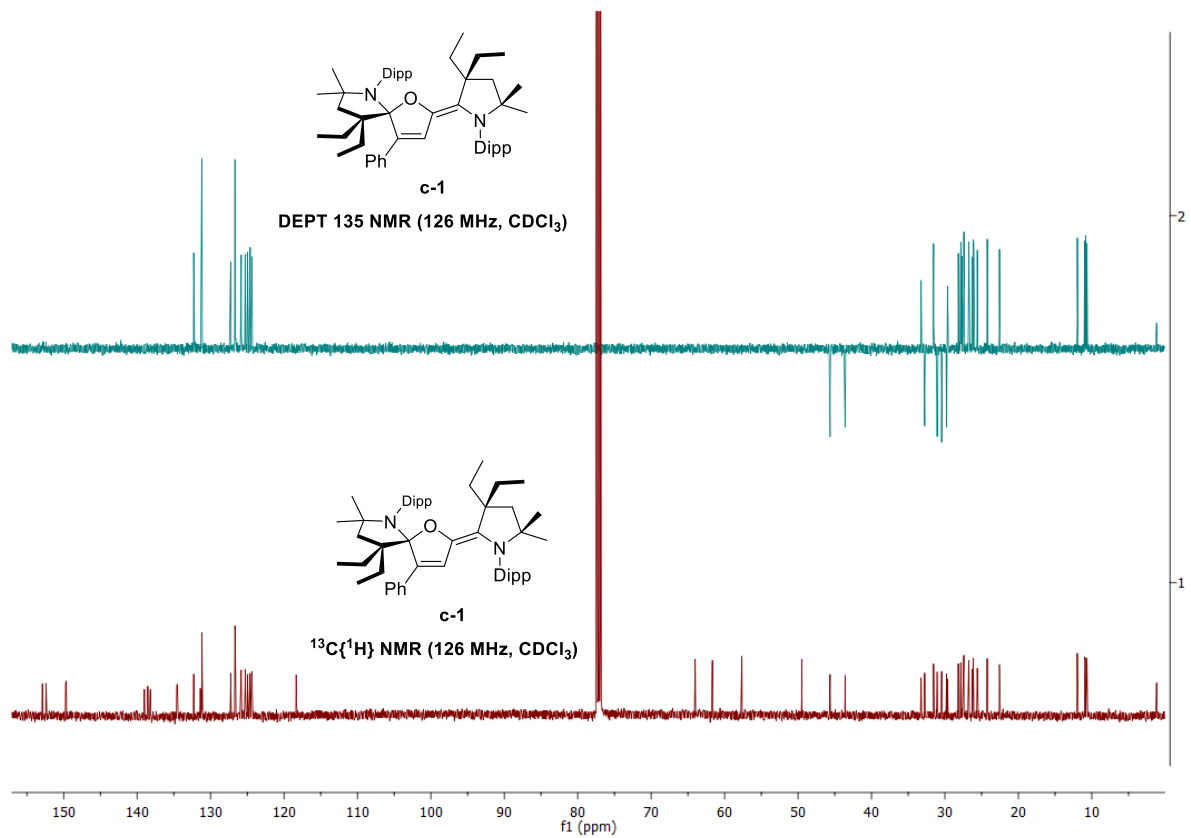 Dipp
N
O
N
Dipp
Ph
c-1
DEPT 135 NMR (126 MHz, CDCl₃)
2
Dipp
N
O
N
Dipp
Ph
c-1
¹³C{¹H} NMR (126 MHz, CDCl₃)
1
150 140 130 120 110 100 90 80 70 60 50 40 30 20 10
f1 (ppm)